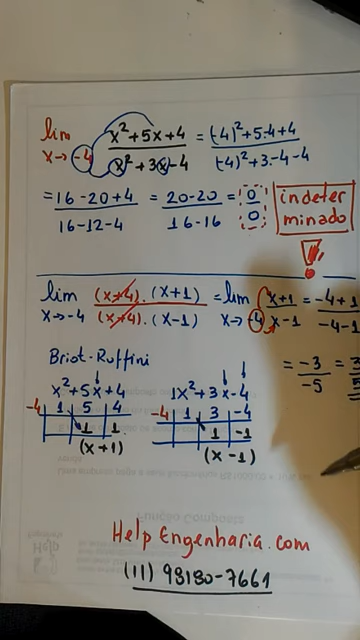 lim x→-4 x²+5x+4 / x²+3x-4 = (-4)²+5·-4+4 / (-4)²+3·-4-4
= 16-20+4 / 16-12-4 = 20-20 / 16-16 = 0/0 indeterminado!
lim x→-4 (x+4)·(x+1) / (x+4)·(x-1) = lim x→-4 x+1 / x-1 = -4+1 / -4-1
= -3 / -5 = 3 / 5
Briot-Ruffini
x²+5x+4 1x²+3x-4
-4 1 5 4 -4 1 3 -4
1 1 1 -1
(x+1) (x-1)
HelpEngenharia.com
(11) 98180-7661